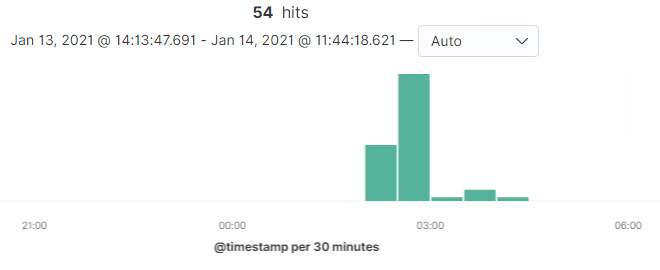 54 hits
Jan 13, 2021 @ 14:13:47.691 - Jan 14, 2021 @ 11:44:18.621 — Auto
21:00 00:00 03:00 06:00
@timestamp per 30 minutes